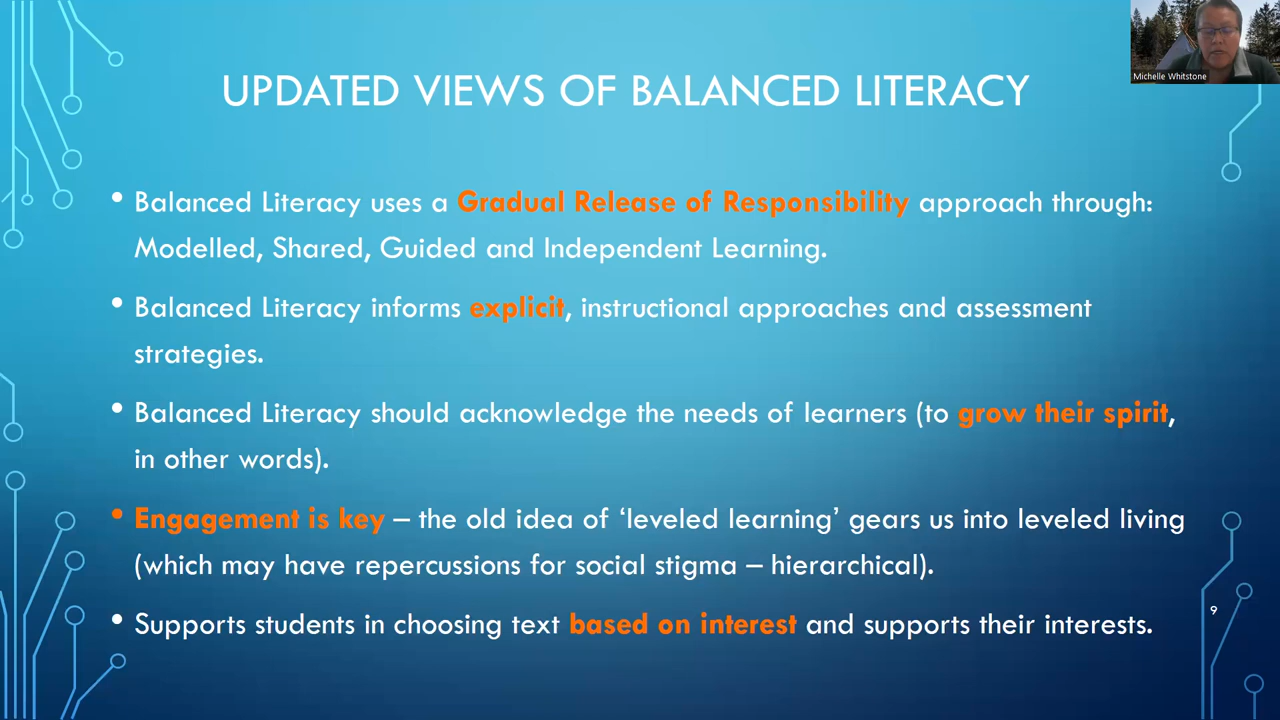 Michelle Whitstone
UPDATED VIEWS OF BALANCED LITERACY
• Balanced Literacy uses a Gradual Release of Responsibility approach through:
Modelled, Shared, Guided and Independent Learning.
• Balanced Literacy informs explicit, instructional approaches and assessment
strategies.
• Balanced Literacy should acknowledge the needs of learners (to grow their spirit,
in other words).
• Engagement is key – the old idea of ‘leveled learning’ gears us into leveled living
(which may have repercussions for social stigma – hierarchical).
• Supports students in choosing text based on interest and supports their interests.
9